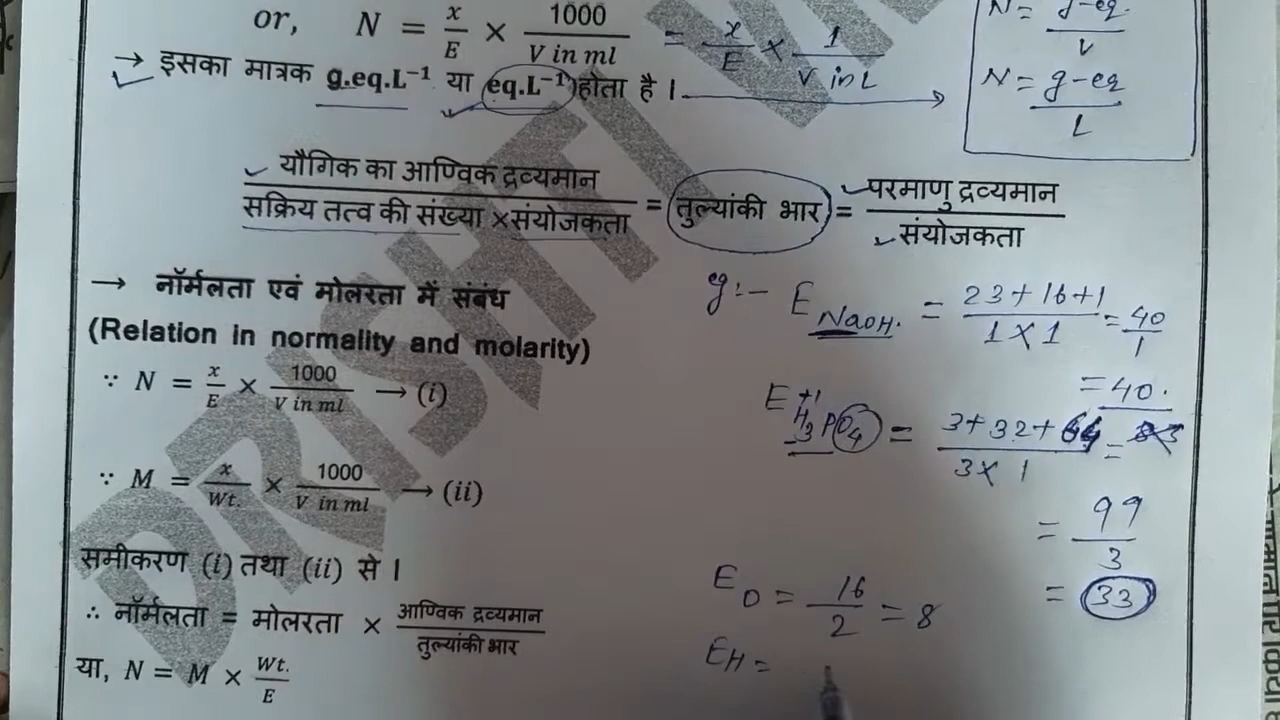 or, N = x/E × 1000/V in ml = x/E × 1/V in L
→ इसका मात्रक g.eq.L⁻¹ या eq.L⁻¹ होता है ।
N = g-eq./V
N = g-eq/L
यौगिक का आण्विक द्रव्यमान/सक्रिय तत्व की संख्या ×संयोजकता = तुल्यांकी भार = परमाणु द्रव्यमान/संयोजकता
→ नॉर्मलता एवं मोलरता में संबंध
(Relation in normality and molarity)
∵ N = x/E × 1000/V in ml → (i)
∵ M = x/Wt. × 1000/V in ml → (ii)
समीकरण (i) तथा (ii) से ।
∴ नॉर्मलता = मोलरता × आण्विक द्रव्यमान/तुल्यांकी भार
या, N = M × Wt./E
eg:- E NaOH. = 23+16+1/1×1 = 40/1
= 40.
E H₃PO₄ +1 = 3+32+64/3×1 =
= 99/3
= 33
E O = 16/2 = 8
E H =
DRISHTI